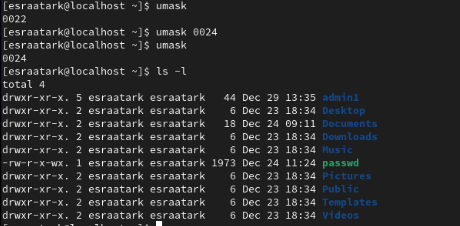 [esraatark@localhost ~]$ umask
0022
[esraatark@localhost ~]$ umask 0024
[esraatark@localhost ~]$ umask
0024
[esraatark@localhost ~]$ ls -l
total 4
drwxr-xr-x. 5 esraatark esraatark   44 Dec 29 13:35 admin1
drwxr-xr-x. 2 esraatark esraatark    6 Dec 23 18:34 Desktop
drwxr-xr-x. 2 esraatark esraatark   18 Dec 24 09:11 Documents
drwxr-xr-x. 2 esraatark esraatark    6 Dec 23 18:34 Downloads
drwxr-xr-x. 2 esraatark esraatark    6 Dec 23 18:34 Music
-rw-r-x-wx. 1 esraatark esraatark 1973 Dec 24 11:24 passwd
drwxr-xr-x. 2 esraatark esraatark    6 Dec 23 18:34 Pictures
drwxr-xr-x. 2 esraatark esraatark    6 Dec 23 18:34 Public
drwxr-xr-x. 2 esraatark esraatark    6 Dec 23 18:34 Templates
drwxr-xr-x. 2 esraatark esraatark    6 Dec 23 18:34 Videos